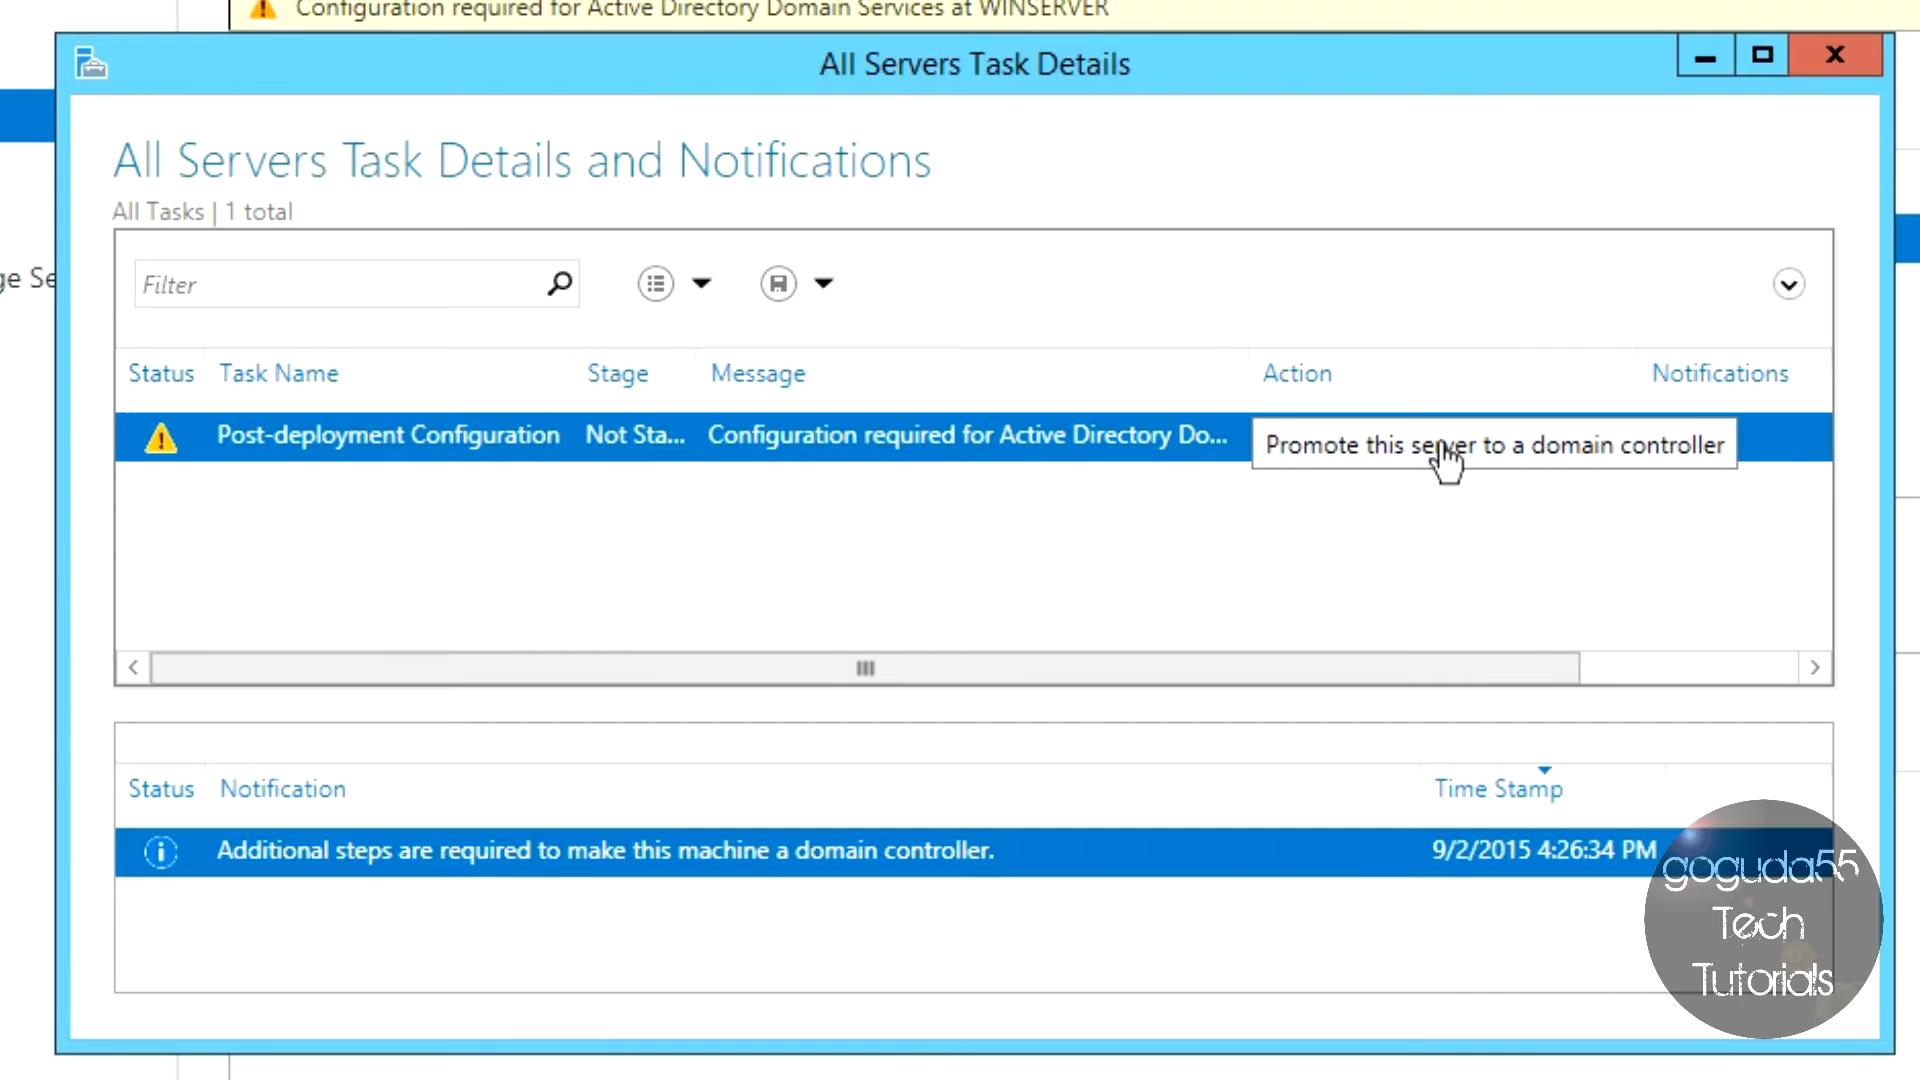 Configuration required for Active Directory Domain Services at WINSERVER
All Servers Task Details
All Servers Task Details and Notifications
All Tasks | 1 total
ge Se
Filter
Status Task Name Stage Message Action Notifications
Post-deployment Configuration Not Sta... Configuration required for Active Directory Do... Promote this server to a domain controller
Status Notification Time Stamp
Additional steps are required to make this machine a domain controller. 9/2/2015 4:26:34 PM
goguda55
Tech
Tutorials